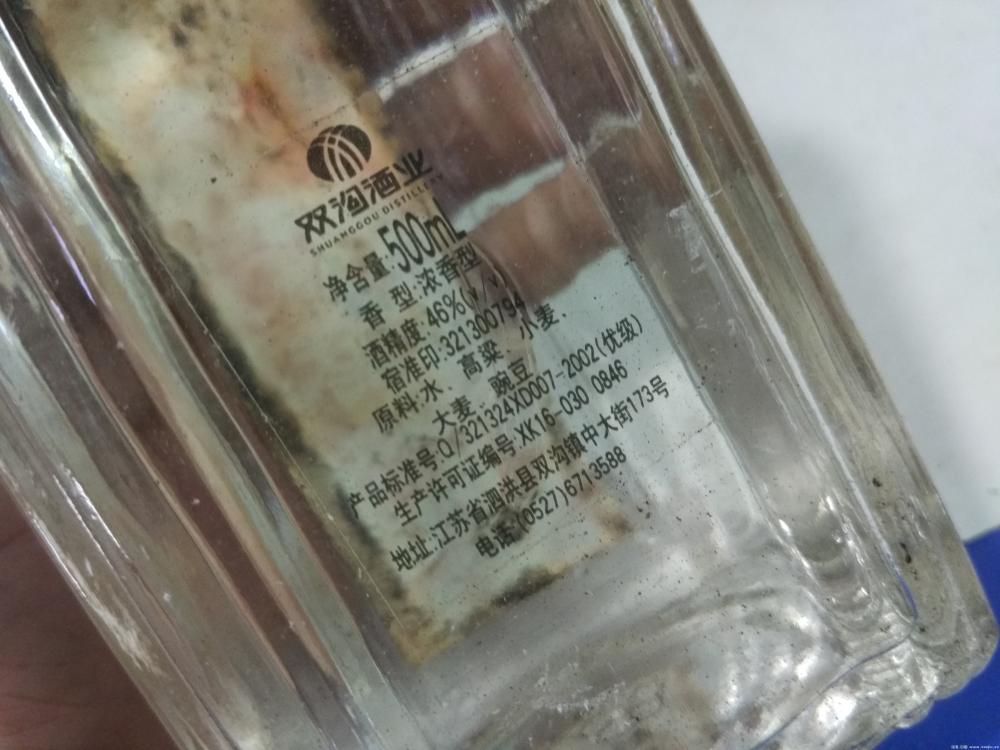 双沟酒业
SHUANGGOU DISTILLERY
净含量:500mL
香 型:浓香型
酒精度:46%(v/v)
宿准印:321300794
原料:水、高粱、小麦、
大麦、豌豆
产品标准号:Q/321324XD007-2002(优级)
生产许可证编号:XK16-030 0846
地址:江苏省泗洪县双沟镇中大街173号
电话:(0527)6713588